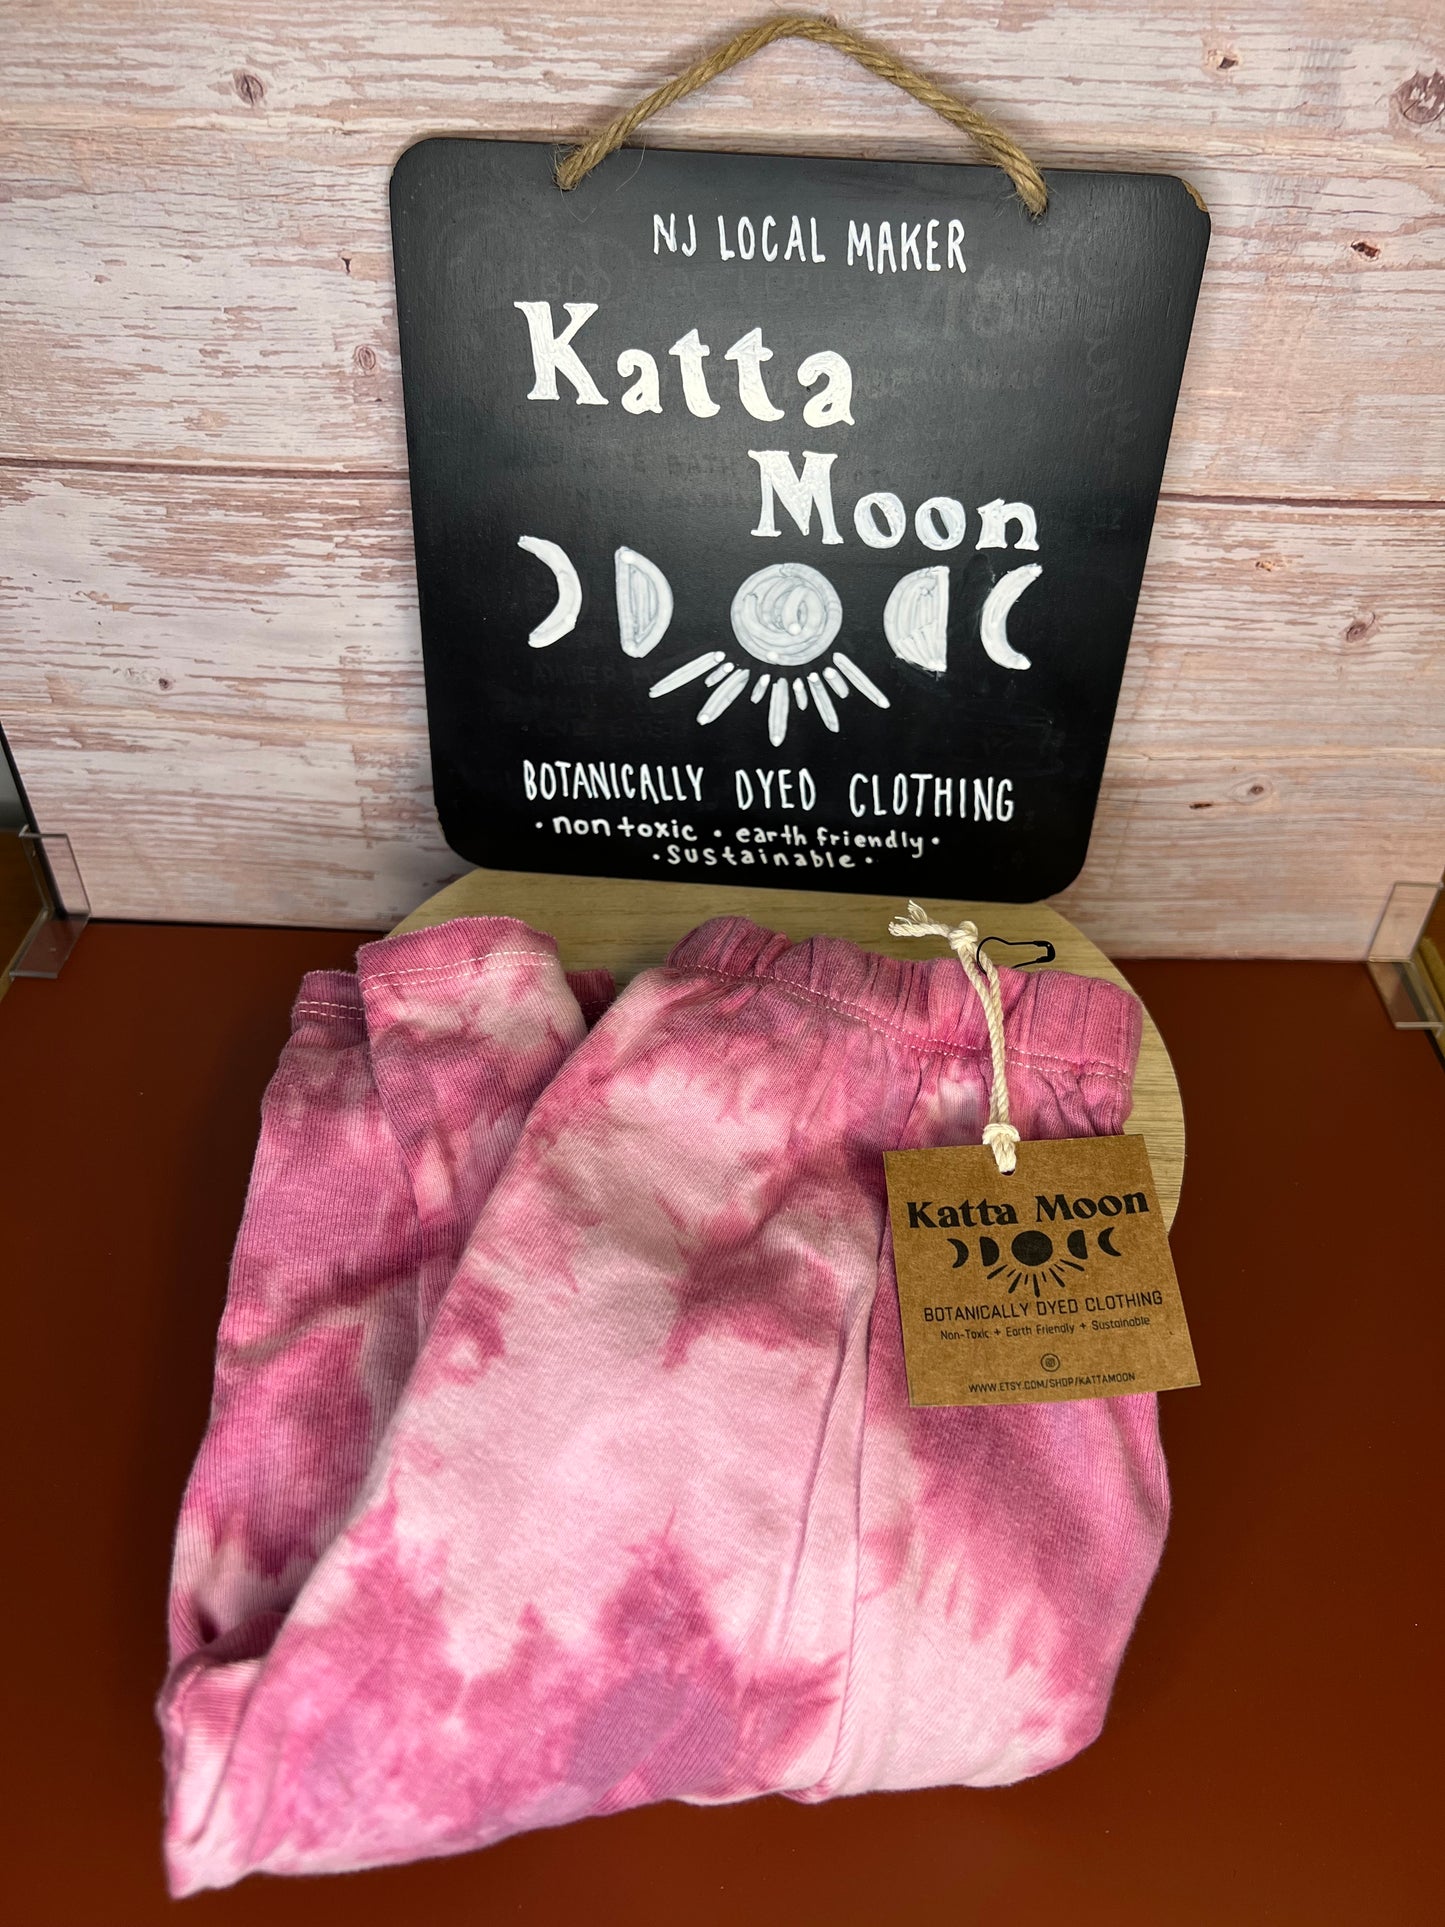 NJ LOCAL MAKER
Katta
Moon
BOTANICALLY DYED CLOTHING
• non toxic • earth friendly •
• sustainable •
Katta Moon
BOTANICALLY DYED CLOTHING
Non-Toxic + Earth Friendly + Sustainable
WWW.ETSY.COM/SHOP/KATTAMOON